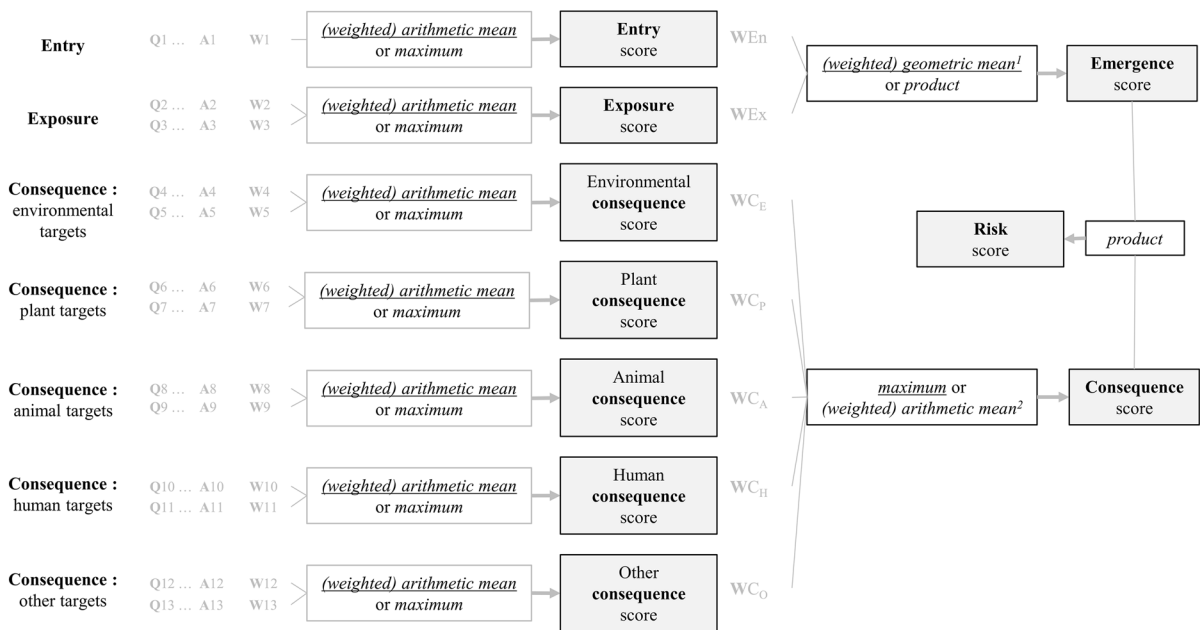 Entry
Q1 … A1 W1
(weighted) arithmetic mean
or maximum
Entry
score
WEn
Exposure
Q2 … A2 W2
Q3 … A3 W3
(weighted) arithmetic mean
or maximum
Exposure
score
WEx
(weighted) geometric mean¹
or product
Emergence
score
Consequence :
environmental
targets
Q4 … A4 W4
Q5 … A5 W5
(weighted) arithmetic mean
or maximum
Environmental
consequence
score
WC_E
Risk
score
product
Consequence :
plant targets
Q6 … A6 W6
Q7 … A7 W7
(weighted) arithmetic mean
or maximum
Plant
consequence
score
WC_P
Consequence :
animal targets
Q8 … A8 W8
Q9 … A9 W9
(weighted) arithmetic mean
or maximum
Animal
consequence
score
WC_A
maximum or
(weighted) arithmetic mean²
Consequence
score
Consequence :
human targets
Q10 … A10 W10
Q11 … A11 W11
(weighted) arithmetic mean
or maximum
Human
consequence
score
WC_H
Consequence :
other targets
Q12 … A12 W12
Q13 … A13 W13
(weighted) arithmetic mean
or maximum
Other
consequence
score
WC_O